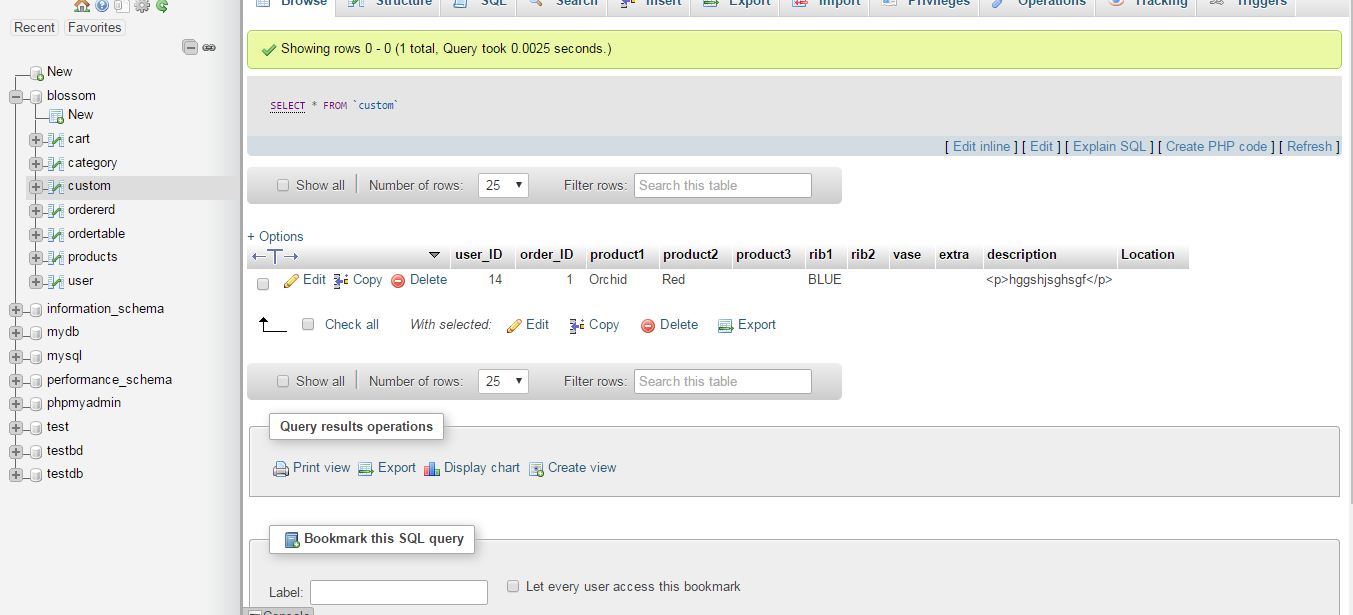 Browse Structure SQL Search Insert Export Import Privileges Operations Tracking Triggers
Recent Favorites
New
blossom
New
cart
category
custom
ordererd
ordertable
products
user
information_schema
mydb
mysql
performance_schema
phpmyadmin
test
testbd
testdb
Showing rows 0 - 0 (1 total, Query took 0.0025 seconds.)
SELECT * FROM `custom`
[ Edit inline ] [ Edit ] [ Explain SQL ] [ Create PHP code ] [ Refresh ]
Show all Number of rows: 25 Filter rows: Search this table
+ Options
←T→ user_ID order_ID product1 product2 product3 rib1 rib2 vase extra description Location
Edit Copy Delete 14 1 Orchid Red BLUE <p>hggshjsghsgf</p>
Check all With selected: Edit Copy Delete Export
Show all Number of rows: 25 Filter rows: Search this table
Query results operations
Print view Export Display chart Create view
Bookmark this SQL query
Label: Let every user access this bookmark
Console